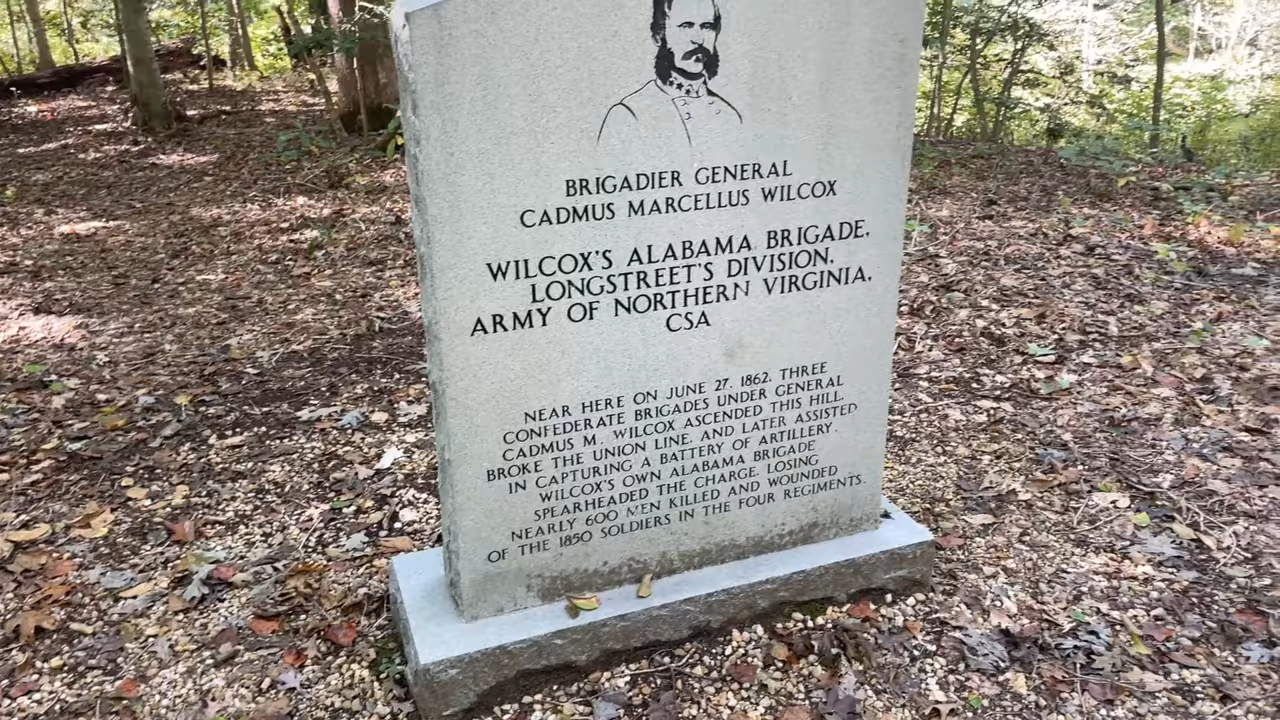 BRIGADIER GENERAL
CADMUS MARCELLUS WILCOX
WILCOX'S ALABAMA BRIGADE,
LONGSTREET'S DIVISION,
ARMY OF NORTHERN VIRGINIA,
CSA
NEAR HERE ON JUNE 27, 1862, THREE
CONFEDERATE BRIGADES UNDER GENERAL
CADMUS M. WILCOX ASCENDED THIS HILL,
BROKE THE UNION LINE, AND LATER ASSISTED
IN CAPTURING A BATTERY OF ARTILLERY.
WILCOX'S OWN ALABAMA BRIGADE
SPEARHEADED THE CHARGE, LOSING
NEARLY 600 MEN KILLED AND WOUNDED
OF THE 1850 SOLDIERS IN THE FOUR REGIMENTS.